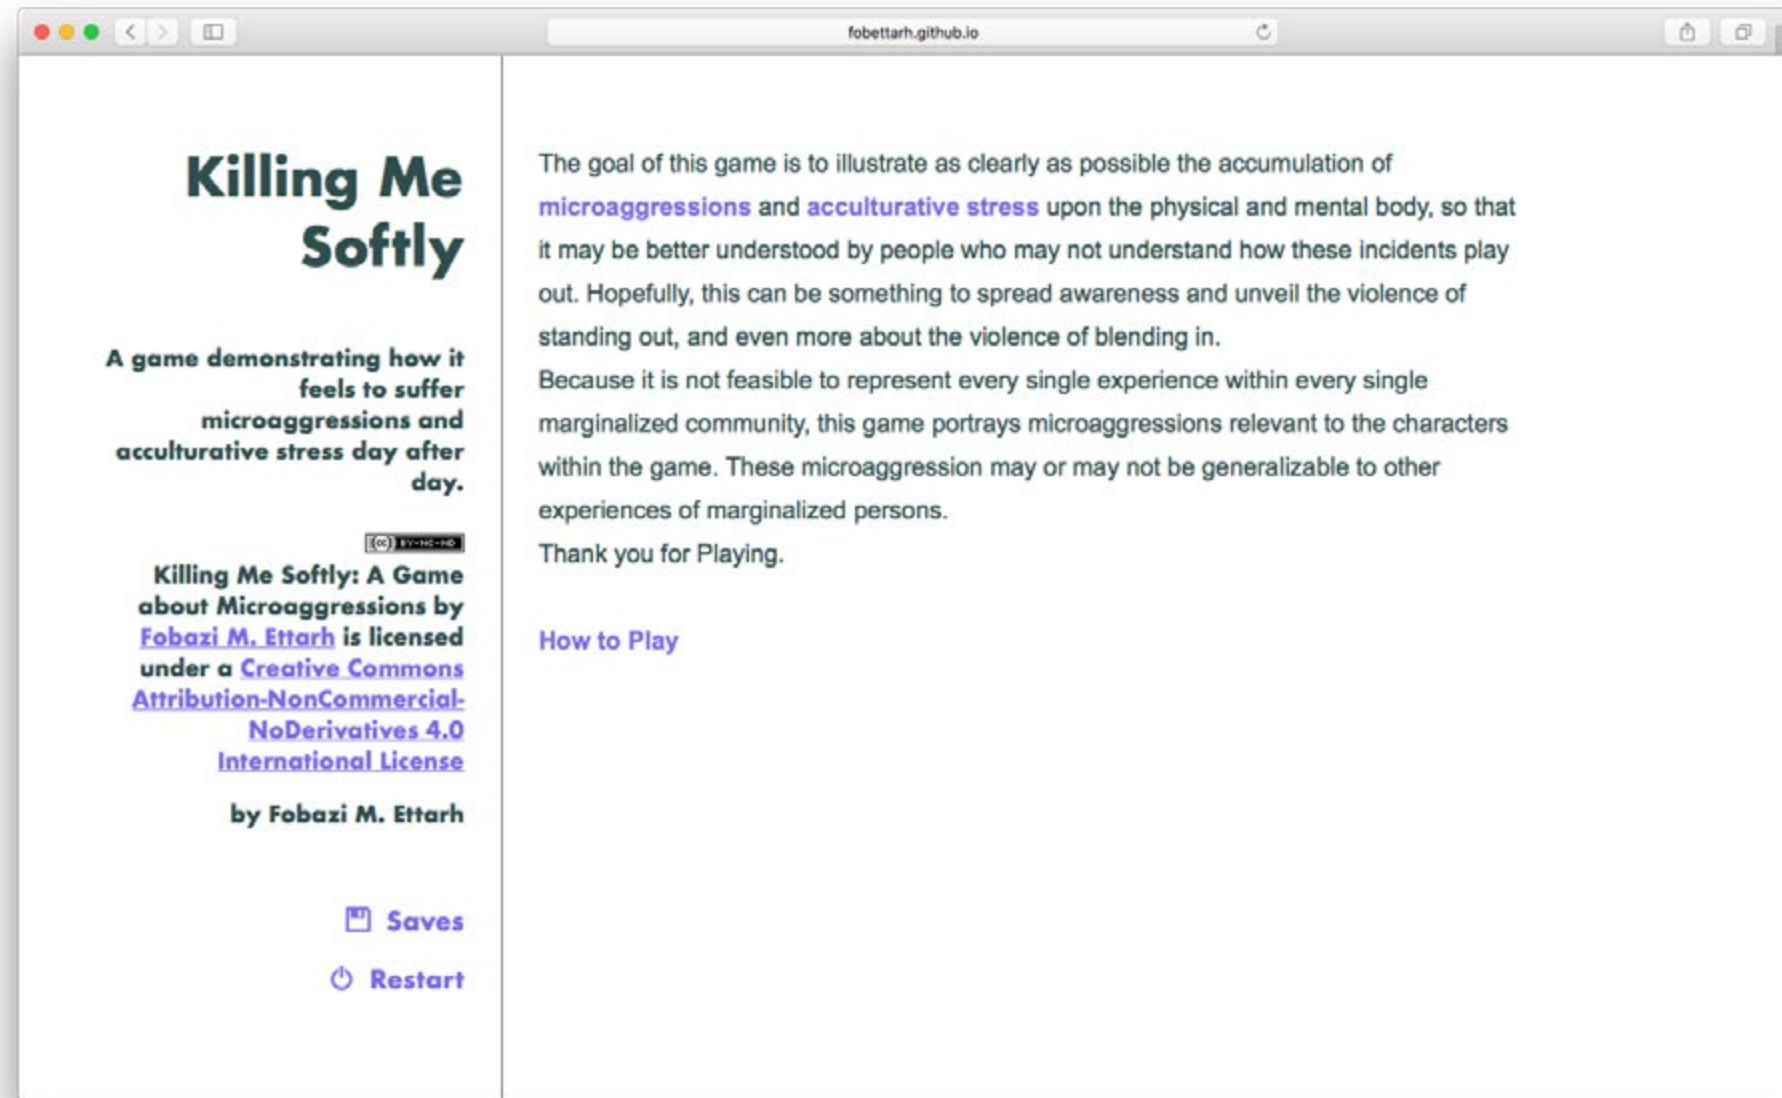 fobettarh.github.io
Killing Me
Softly
A game demonstrating how it
feels to suffer
microaggressions and
acculturative stress day after
day.
(cc) BY-NC-ND
Killing Me Softly: A Game
about Microaggressions by
Fobazi M. Ettarh is licensed
under a Creative Commons
Attribution-NonCommercial-
NoDerivatives 4.0
International License
by Fobazi M. Ettarh
Saves
Restart
The goal of this game is to illustrate as clearly as possible the accumulation of
microaggressions and acculturative stress upon the physical and mental body, so that
it may be better understood by people who may not understand how these incidents play
out. Hopefully, this can be something to spread awareness and unveil the violence of
standing out, and even more about the violence of blending in.
Because it is not feasible to represent every single experience within every single
marginalized community, this game portrays microaggressions relevant to the characters
within the game. These microaggression may or may not be generalizable to other
experiences of marginalized persons.
Thank you for Playing.
How to Play